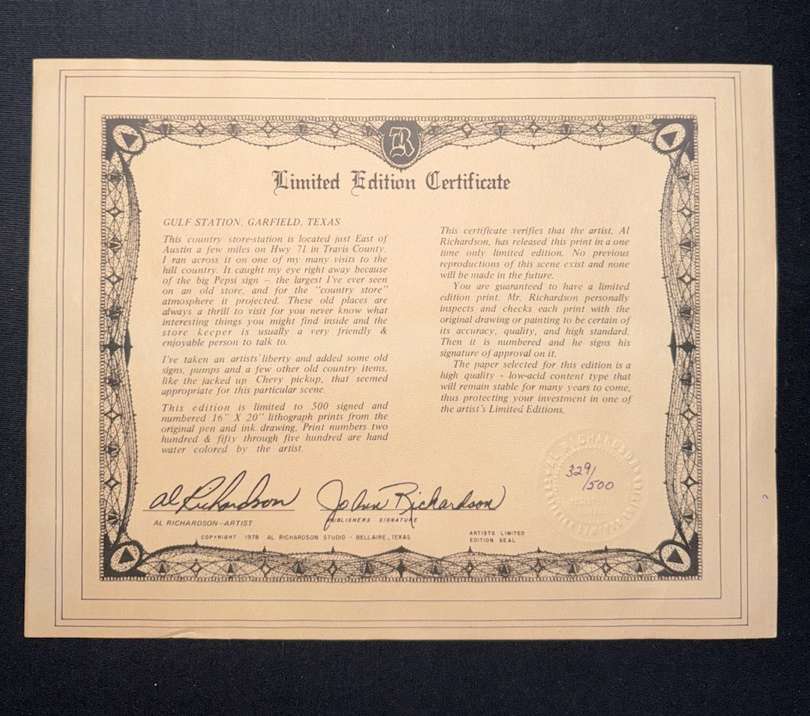 R
Limited Edition Certificate
GULF STATION, GARFIELD, TEXAS
This country store-station is located just East of
Austin a few miles on Hwy 71 in Travis County.
I ran across it on one of my many visits to the
hill country. It caught my eye right away because
of the big Pepsi sign - the largest I've ever seen
on an old store, and for the "country store"
atmosphere it projected. These old places are
always a thrill to visit for you never know what
interesting things you might find inside and the
store keeper is usually a very friendly &
enjoyable person to talk to.
I've taken an artists' liberty and added some old
signs, pumps and a few other old country items,
like the jacked up Chevy pickup, that seemed
appropriate for this particular scene.
This edition is limited to 500 signed and
numbered 16" X 20" lithograph prints from the
original pen and ink drawing. Print numbers two
hundred & fifty through five hundred are hand
water colored by the artist.
This certificate verifies that the artist, Al
Richardson, has released this print in a one
time only limited edition. No previous
reproductions of this scene exist and none
will be made in the future.
You are guaranteed to have a limited
edition print. Mr. Richardson personally
inspects and checks each print with the
original drawing or painting to be certain of
its accuracy, quality, and high standard.
Then it is numbered and he signs his
signature of approval on it.
The paper selected for this edition is a
high quality - low-acid content type that
will remain stable for many years to come,
thus protecting your investment in one of
the artist's Limited Editions.
329/500
Al Richardson
AL RICHARDSON-ARTIST
JoAnn Richardson
PUBLISHERS SIGNATURE
COPYRIGHT 1978 AL RICHARDSON STUDIO - BELLAIRE, TEXAS
ARTISTS LIMITED
EDITION SEAL